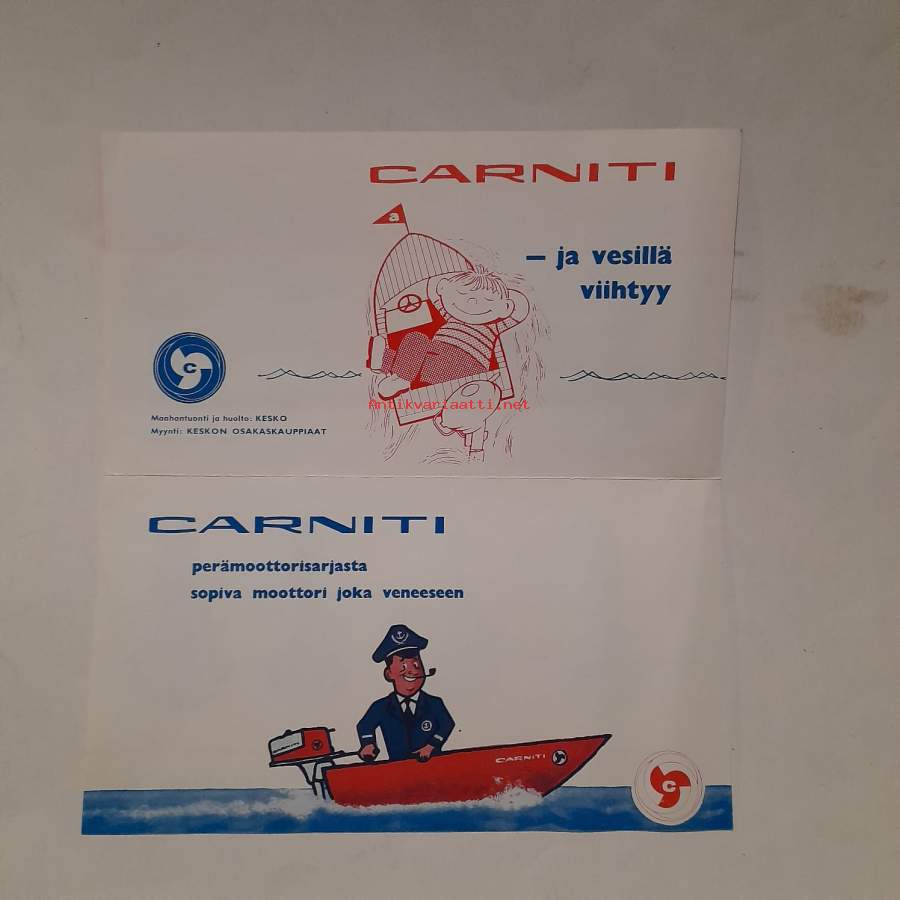 CARNITI
a
– ja vesillä
viihtyy
C
Maahantuonti ja huolto: KESKO
Myynti: KESKON OSAKASKAUPPIAAT
Antikvariaatti.net
CARNITI
perämoottorisarjasta
sopiva moottori joka veneeseen
CARNITI
C